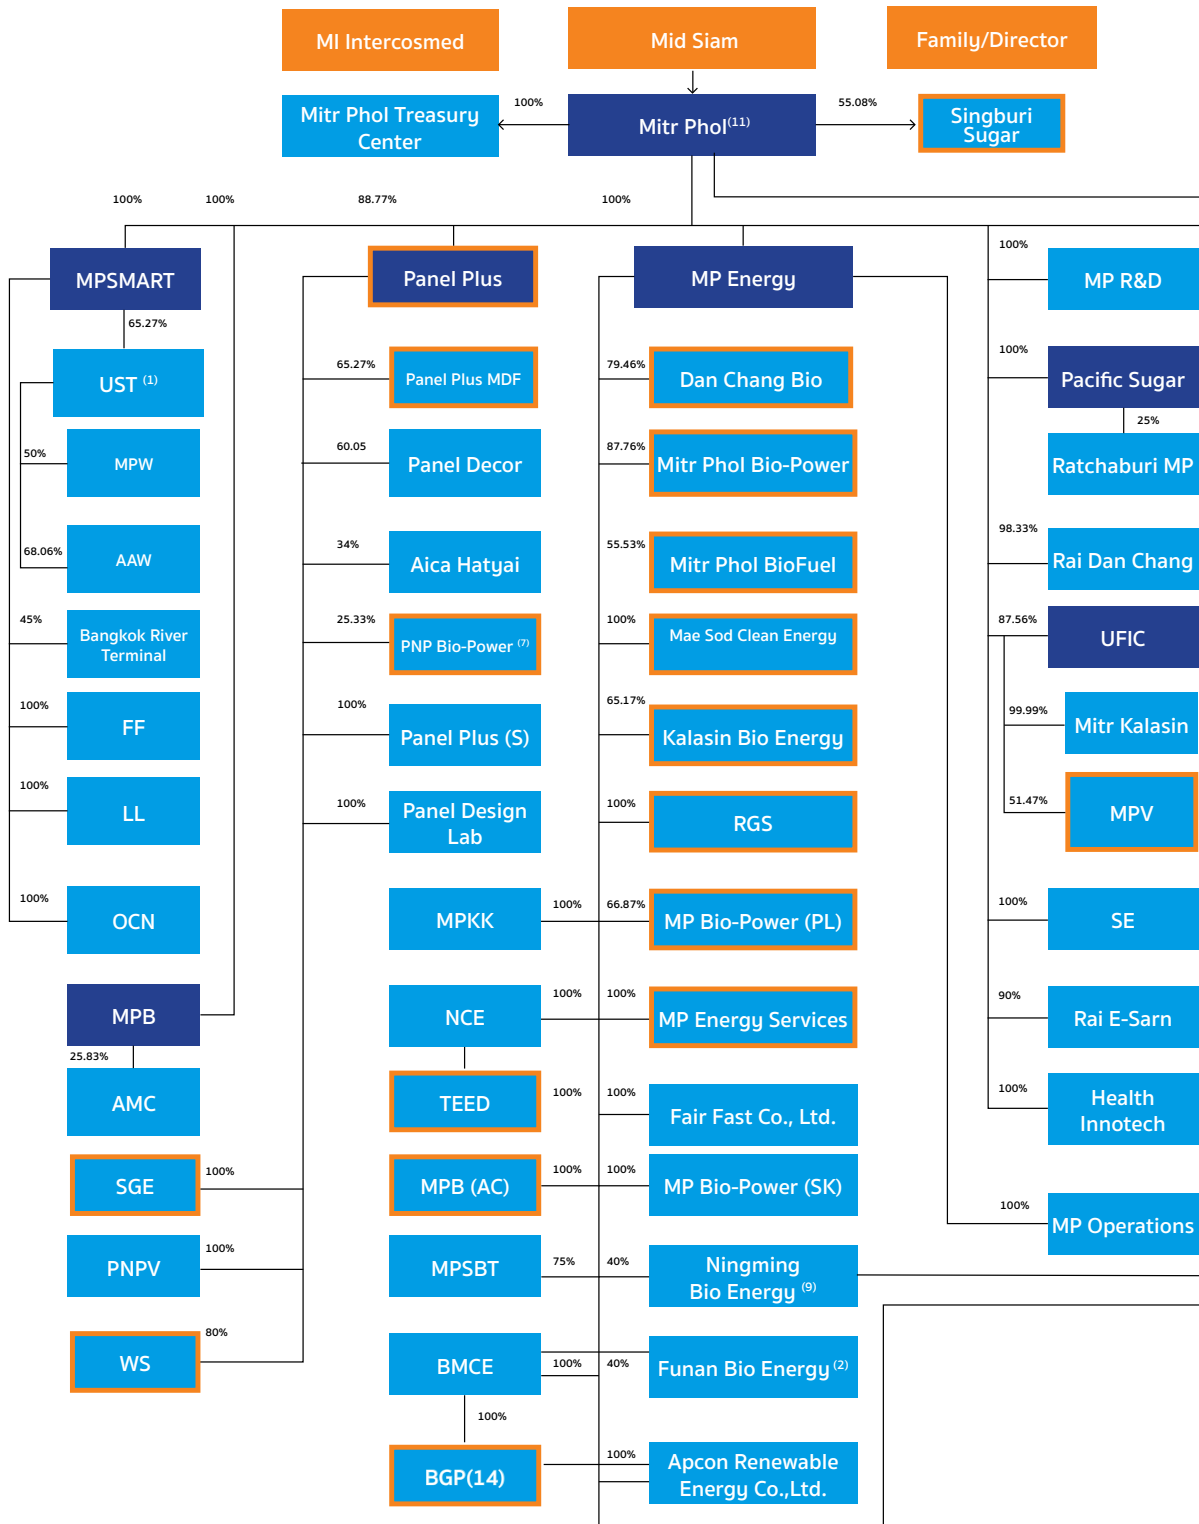 MI Intercosmed
Mid Siam
Family/Director
Mitr Phol Treasury
Center
100%
Mitr Phol(11)
55.08%
Singburi
Sugar
100%
100%
88.77%
100%
MPSMART
65.27%
UST (1)
50%
MPW
68.06%
AAW
45%
Bangkok River
Terminal
100%
FF
100%
LL
100%
OCN
MPB
25.83%
AMC
SGE
100%
PNPV
100%
WS
80%
Panel Plus
65.27%
Panel Plus MDF
60.05
Panel Decor
34%
Aica Hatyai
25.33%
PNP Bio-Power (7)
100%
Panel Plus (S)
100%
Panel Design
Lab
MPKK
100%
NCE
100%
TEED
100%
MPB (AC)
100%
MPSBT
75%
BMCE
100%
100%
BGP(14)
MP Energy
79.46%
Dan Chang Bio
87.76%
Mitr Phol Bio-Power
55.53%
Mitr Phol BioFuel
100%
Mae Sod Clean Energy
65.17%
Kalasin Bio Energy
100%
RGS
66.87%
MP Bio-Power (PL)
100%
MP Energy Services
100%
Fair Fast Co., Ltd.
100%
MP Bio-Power (SK)
40%
Ningming
Bio Energy (9)
40%
Funan Bio Energy (2)
100%
Apcon Renewable
Energy Co.,Ltd.
100%
MP R&D
100%
Pacific Sugar
25%
Ratchaburi MP
98.33%
Rai Dan Chang
87.56%
UFIC
99.99%
Mitr Kalasin
51.47%
MPV
100%
SE
90%
Rai E-Sarn
100%
Health
Innotech
100%
MP Operations